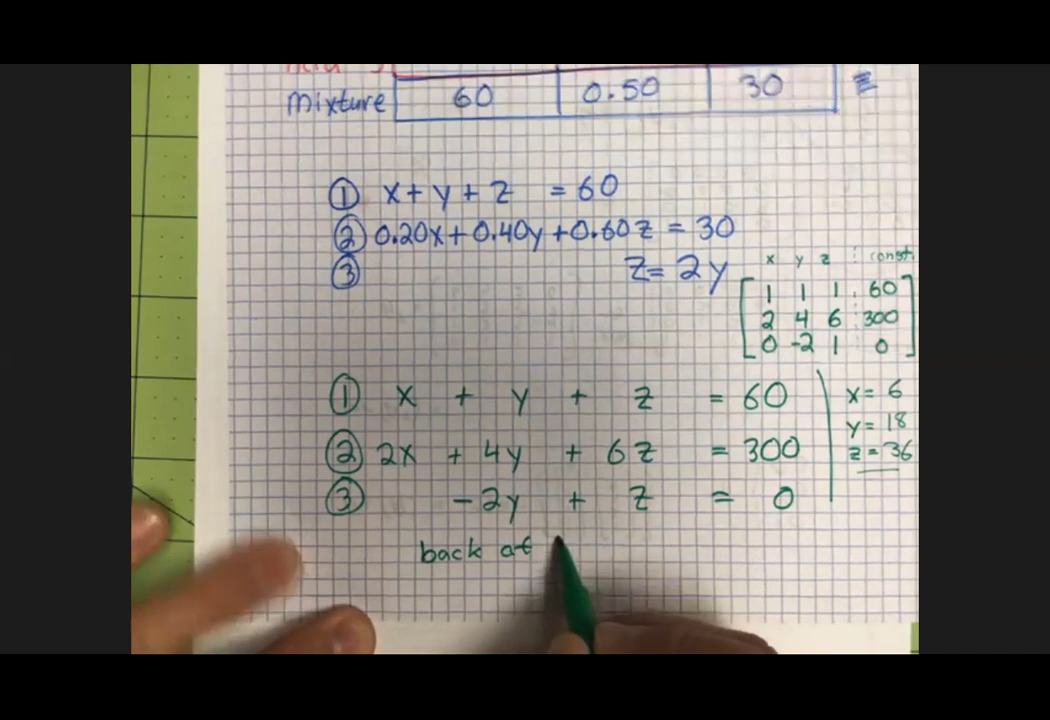 mixture 60 0.50 30
① x + y + z = 60
② 0.20x + 0.40y + 0.60z = 30
③ z = 2y
x y z : const.
1 1 1 : 60
2 4 6 : 300
0 -2 1 : 0
① x + y + z = 60
② 2x + 4y + 6z = 300
③ -2y + z = 0
x = 6
y = 18
z = 36
back at